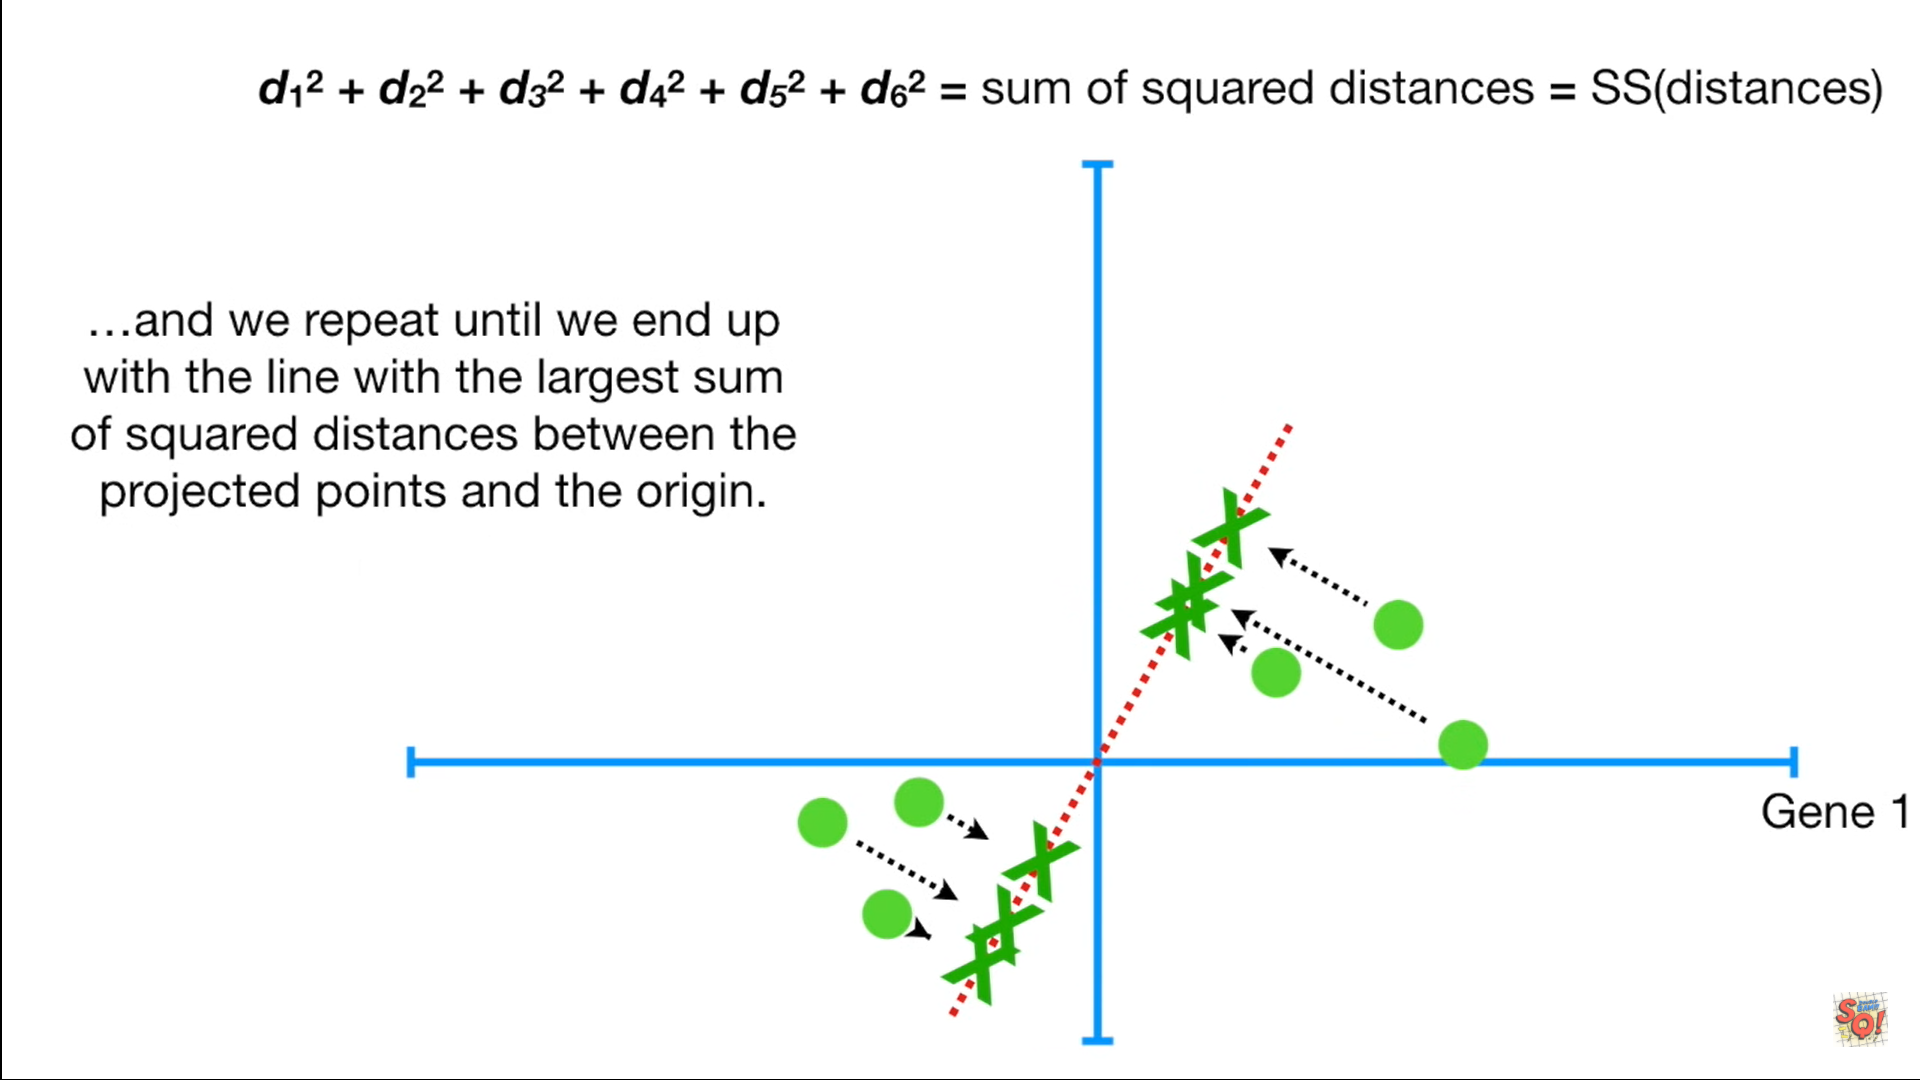 d₁² + d₂² + d₃² + d₄² + d₅² + d₆² = sum of squared distances = SS(distances)
…and we repeat until we end up
with the line with the largest sum
of squared distances between the
projected points and the origin.
Gene 1